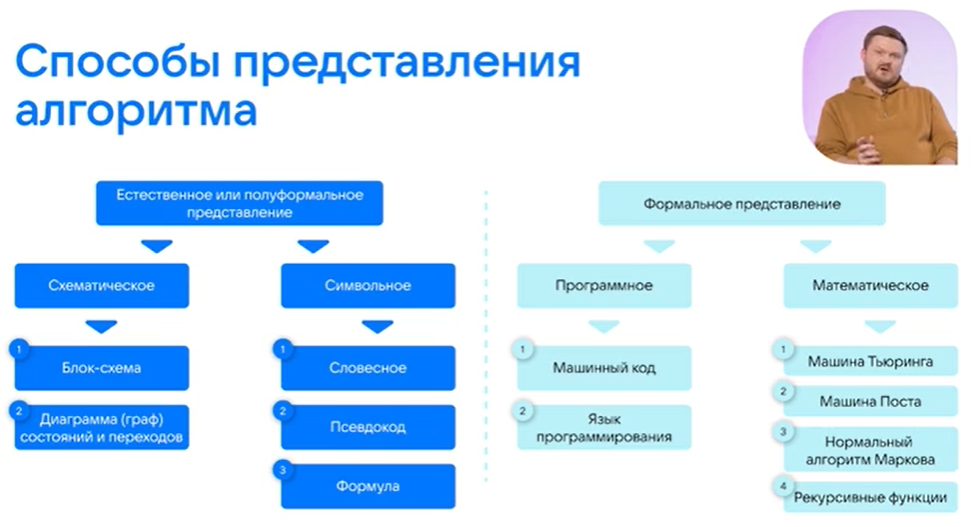 Способы представления
алгоритма
Естественное или полуформальное
представление
Схематическое
1
Блок-схема
2
Диаграмма (граф)
состояний и переходов
Символьное
1
Словесное
2
Псевдокод
3
Формула
Формальное представление
Программное
1
Машинный код
2
Язык
программирования
Математическое
1
Машина Тьюринга
2
Машина Поста
3
Нормальный
алгоритм Маркова
4
Рекурсивные функции